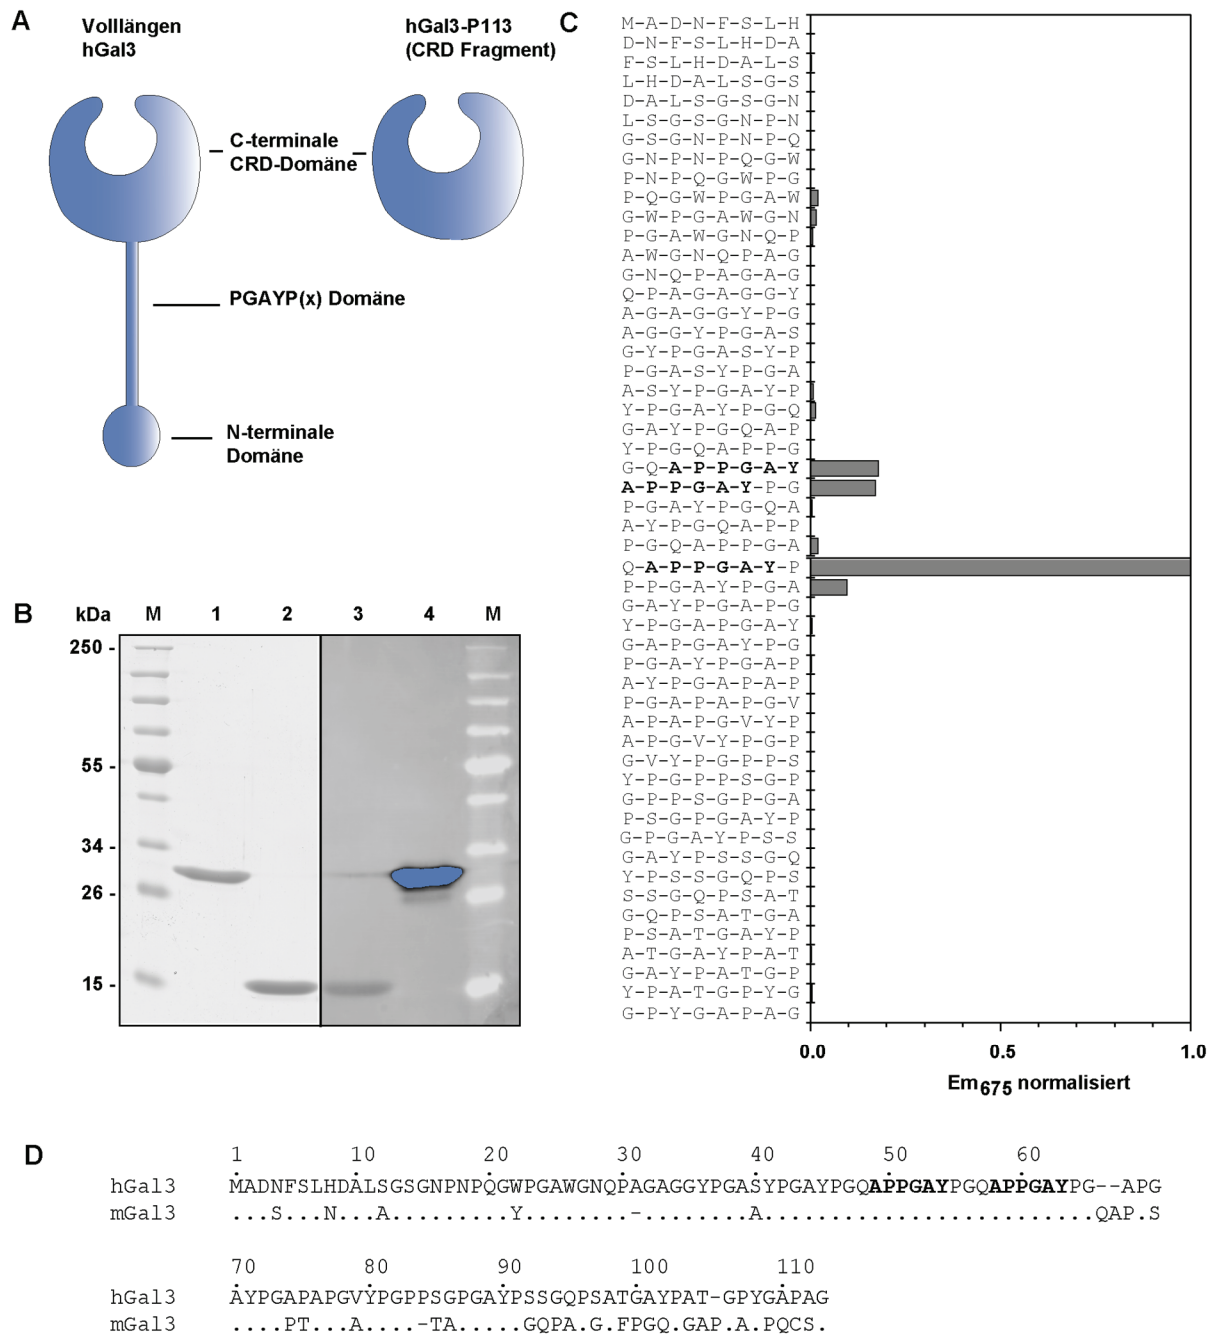 A
Volllängen
hGal3
hGal3-P113
(CRD Fragment)
C-terminale
CRD-Domäne
PGAYP(x) Domäne
N-terminale
Domäne
B
kDa M 1 2 3 4 M
250 -
55 -
34 -
26 -
15 -
C
M-A-D-N-F-S-L-H
D-N-F-S-L-H-D-A
F-S-L-H-D-A-L-S
L-H-D-A-L-S-G-S
D-A-L-S-G-S-G-N
L-S-G-S-G-N-P-N
G-S-G-N-P-N-P-Q
G-N-P-N-P-Q-G-W
P-N-P-Q-G-W-P-G
P-Q-G-W-P-G-A-W
G-W-P-G-A-W-G-N
P-G-A-W-G-N-Q-P
A-W-G-N-Q-P-A-G
G-N-Q-P-A-G-A-G
Q-P-A-G-A-G-G-Y
A-G-A-G-G-Y-P-G
A-G-G-Y-P-G-A-S
G-Y-P-G-A-S-Y-P
P-G-A-S-Y-P-G-A
A-S-Y-P-G-A-Y-P
Y-P-G-A-Y-P-G-Q
G-A-Y-P-G-Q-A-P
Y-P-G-Q-A-P-P-G
G-Q-A-P-P-G-A-Y
A-P-P-G-A-Y-P-G
P-G-A-Y-P-G-Q-A
A-Y-P-G-Q-A-P-P
P-G-Q-A-P-P-G-A
Q-A-P-P-G-A-Y-P
P-P-G-A-Y-P-G-A
G-A-Y-P-G-A-P-G
Y-P-G-A-P-G-A-Y
G-A-P-G-A-Y-P-G
P-G-A-Y-P-G-A-P
A-Y-P-G-A-P-A-P
P-G-A-P-A-P-G-V
A-P-A-P-G-V-Y-P
A-P-G-V-Y-P-G-P
G-V-Y-P-G-P-P-S
Y-P-G-P-P-S-G-P
G-P-P-S-G-P-G-A
P-S-G-P-G-A-Y-P
G-P-G-A-Y-P-S-S
G-A-Y-P-S-S-G-Q
Y-P-S-S-G-Q-P-S
S-S-G-Q-P-S-A-T
G-Q-P-S-A-T-G-A
P-S-A-T-G-A-Y-P
A-T-G-A-Y-P-A-T
G-A-Y-P-A-T-G-P
Y-P-A-T-G-P-Y-G
G-P-Y-G-A-P-A-G
0.0 0.5 1.0
Em675 normalisiert
D
1 10 20 30 40 50 60
hGal3 MADNFSLHDALSGSGNPNPQGWPGAWGNQPAGAGGYPGASYPGAYPGQAPPGAYPGQAPPGAYPG--APG
mGal3 ...S...N...A.........Y........-........A.........................QAP.S
70 80 90 100 110
hGal3 AYPGAPAPGVYPGPPSGPGAYPSSGQPSATGAYPAT-GPYGAPAG
mGal3 ....PT...A....-TA.....GQPA.G.FPGQ.GAP.A.PQCS.